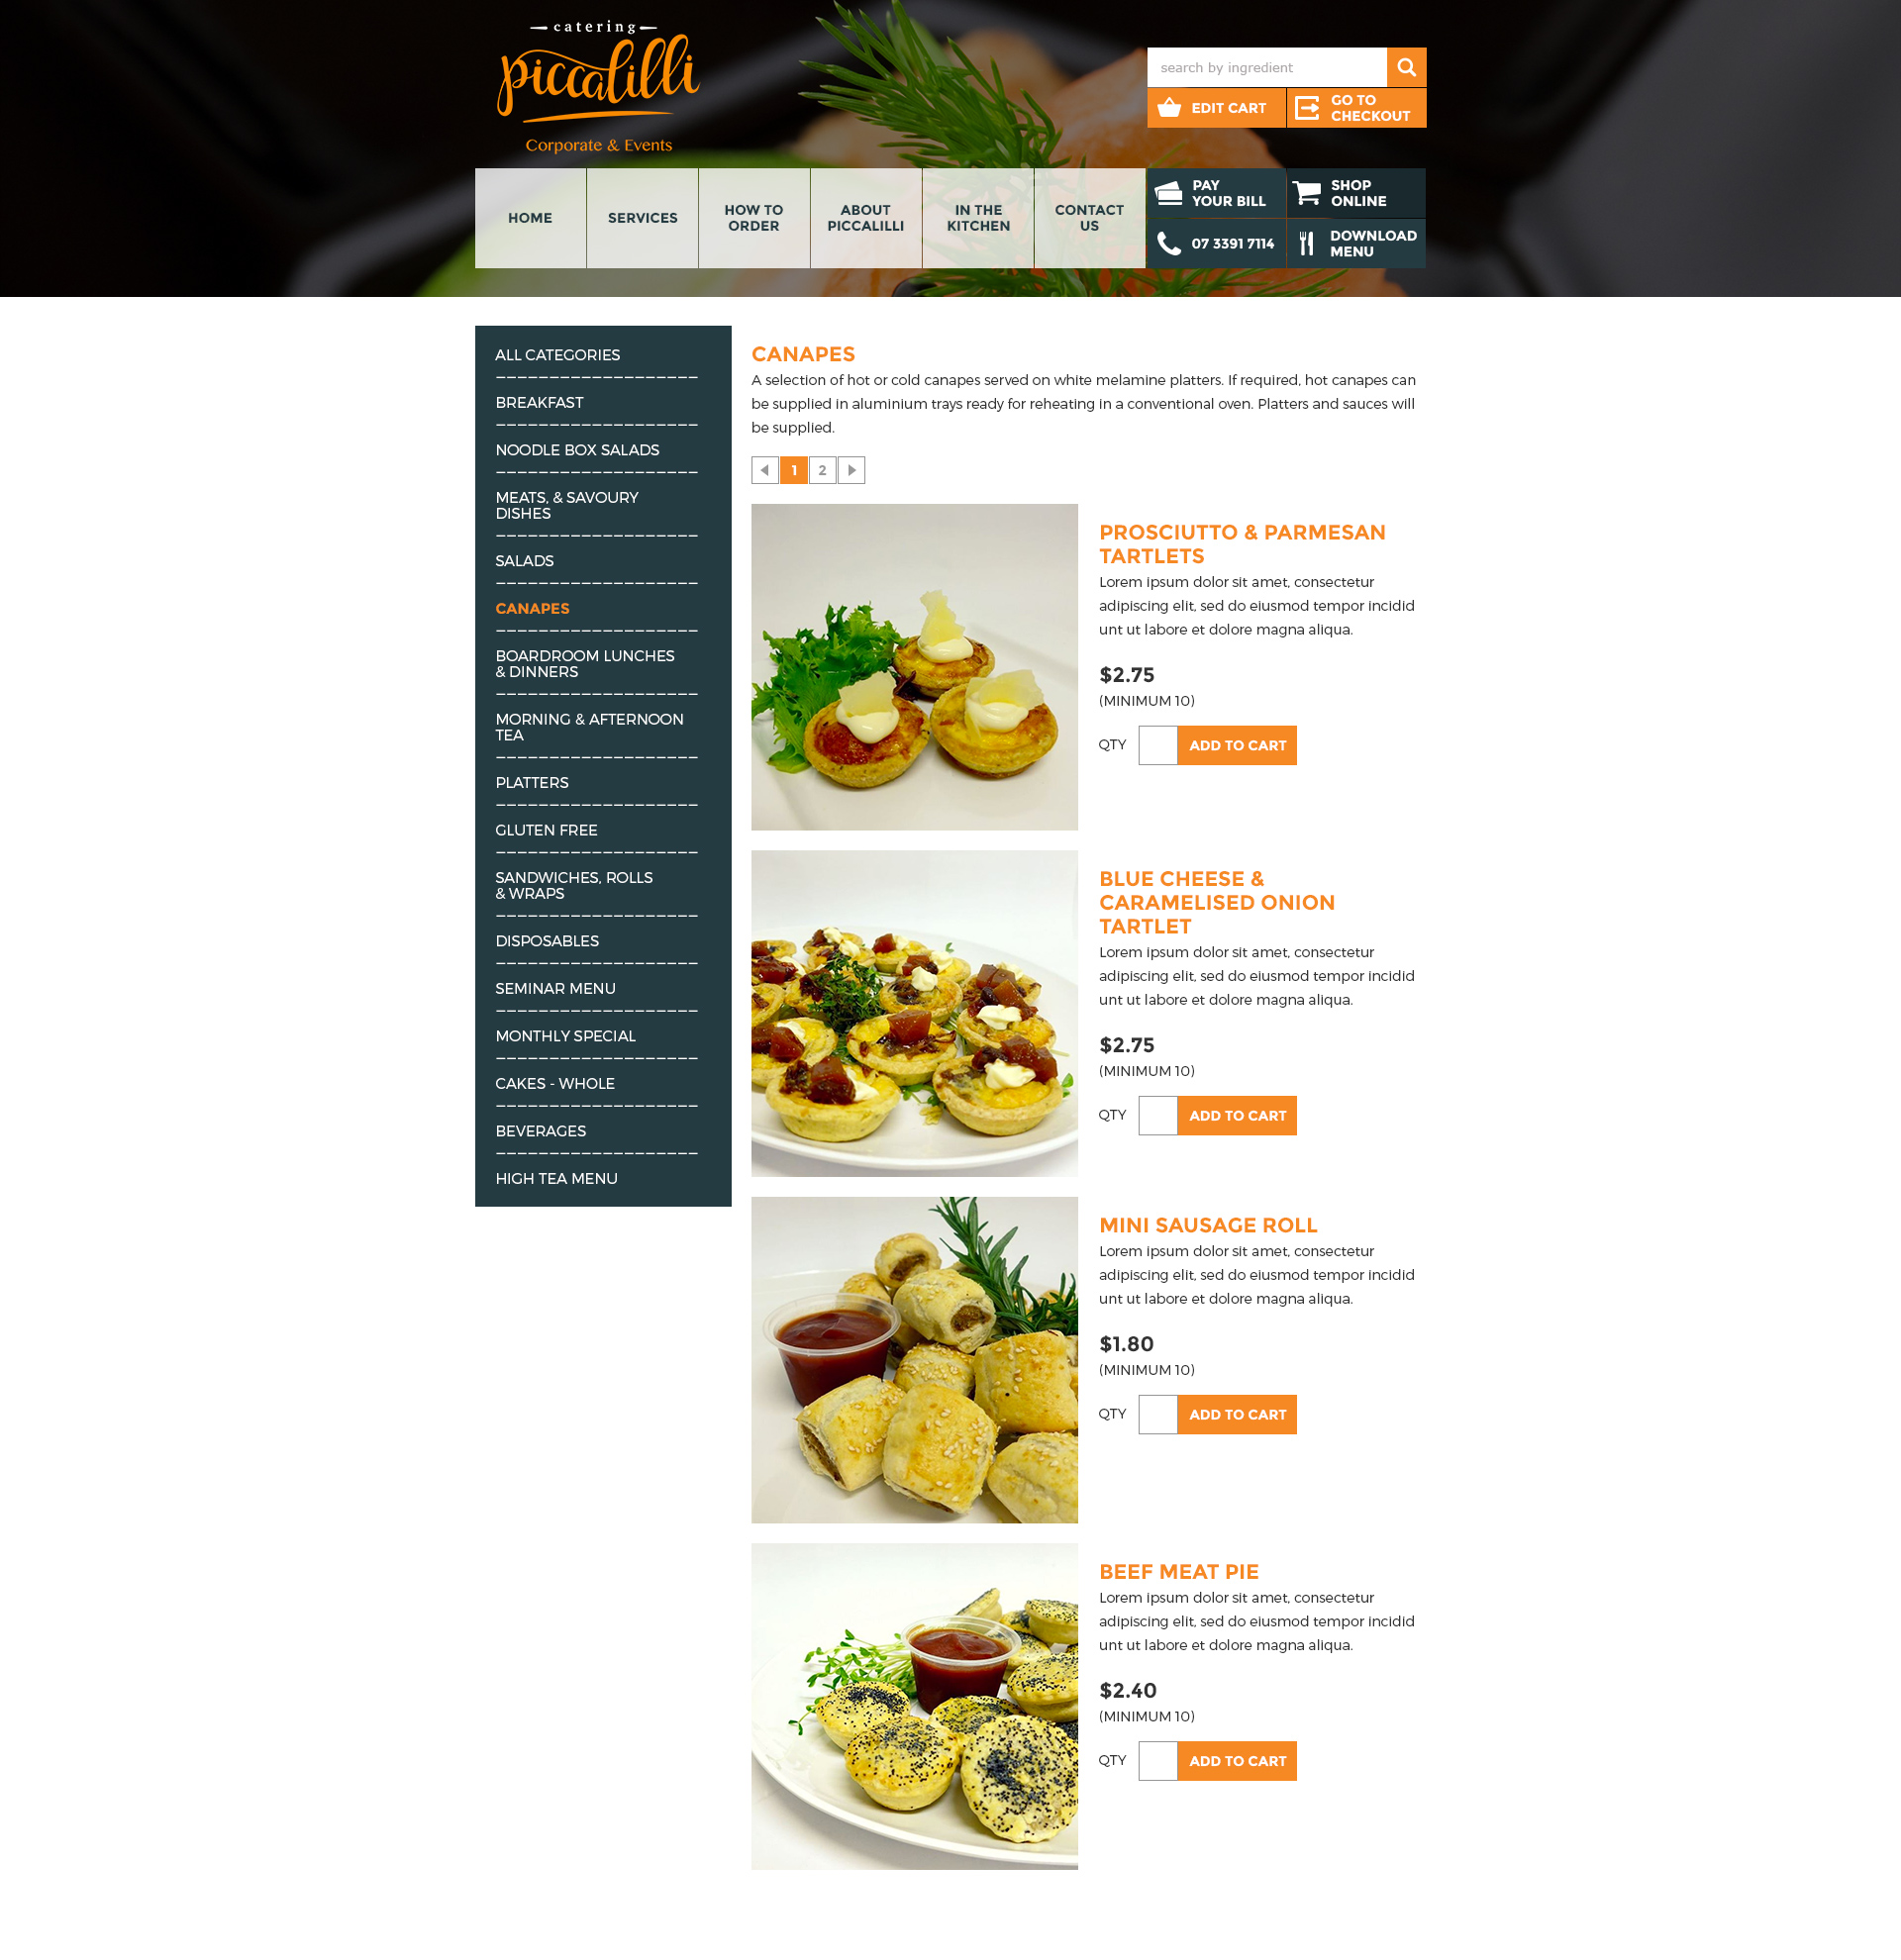 catering
piccalilli
Corporate & Events
search by ingredient
EDIT CART
GO TO
CHECKOUT
HOME
SERVICES
HOW TO
ORDER
ABOUT
PICCALILLI
IN THE
KITCHEN
CONTACT
US
PAY
YOUR BILL
SHOP
ONLINE
07 3391 7114
DOWNLOAD
MENU
ALL CATEGORIES
BREAKFAST
NOODLE BOX SALADS
MEATS, & SAVOURY
DISHES
SALADS
CANAPES
BOARDROOM LUNCHES
& DINNERS
MORNING & AFTERNOON
TEA
PLATTERS
GLUTEN FREE
SANDWICHES, ROLLS
& WRAPS
DISPOSABLES
SEMINAR MENU
MONTHLY SPECIAL
CAKES - WHOLE
BEVERAGES
HIGH TEA MENU
CANAPES
A selection of hot or cold canapes served on white melamine platters. If required, hot canapes can
be supplied in aluminium trays ready for reheating in a conventional oven. Platters and sauces will
be supplied.
1 2
PROSCIUTTO & PARMESAN
TARTLETS
Lorem ipsum dolor sit amet, consectetur
adipiscing elit, sed do eiusmod tempor incidid
unt ut labore et dolore magna aliqua.
$2.75
(MINIMUM 10)
QTY ADD TO CART
BLUE CHEESE &
CARAMELISED ONION
TARTLET
Lorem ipsum dolor sit amet, consectetur
adipiscing elit, sed do eiusmod tempor incidid
unt ut labore et dolore magna aliqua.
$2.75
(MINIMUM 10)
QTY ADD TO CART
MINI SAUSAGE ROLL
Lorem ipsum dolor sit amet, consectetur
adipiscing elit, sed do eiusmod tempor incidid
unt ut labore et dolore magna aliqua.
$1.80
(MINIMUM 10)
QTY ADD TO CART
BEEF MEAT PIE
Lorem ipsum dolor sit amet, consectetur
adipiscing elit, sed do eiusmod tempor incidid
unt ut labore et dolore magna aliqua.
$2.40
(MINIMUM 10)
QTY ADD TO CART